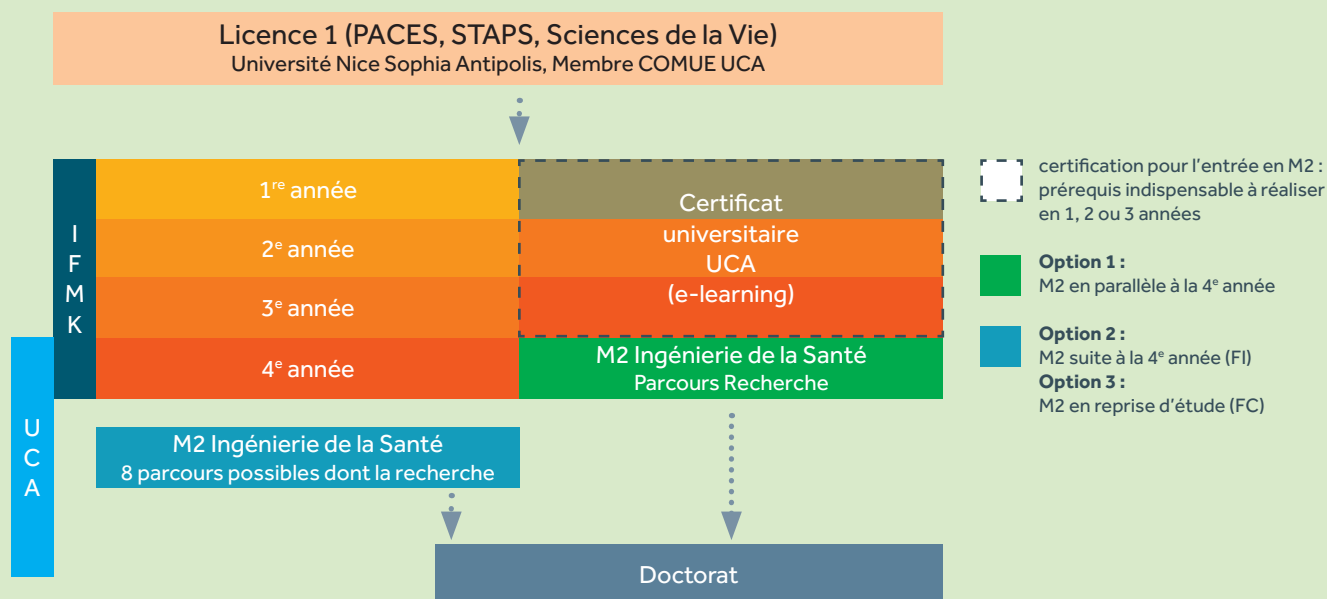 Licence 1 (PACES, STAPS, Sciences de la Vie)
Université Nice Sophia Antipolis, Membre COMUE UCA
IFMK
1re année
2e année
3e année
4e année
Certificat
universitaire
UCA
(e-learning)
M2 Ingénierie de la Santé
Parcours Recherche
UCA
M2 Ingénierie de la Santé
8 parcours possibles dont la recherche
Doctorat
certification pour l'entrée en M2 :
prérequis indispensable à réaliser
en 1, 2 ou 3 années
Option 1 :
M2 en parallèle à la 4e année
Option 2 :
M2 suite à la 4e année (FI)
Option 3 :
M2 en reprise d'étude (FC)